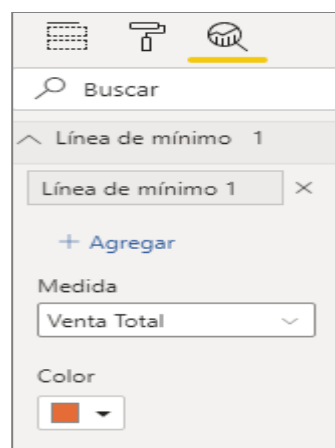 Buscar
Línea de mínimo 1
Línea de mínimo 1
+ Agregar
Medida
Venta Total
Color